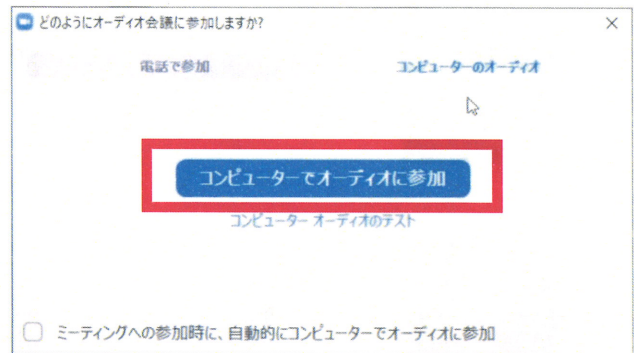 どのようにオーディオ会議に参加しますか?
電話で参加
コンピューターのオーディオ
コンピューターでオーディオに参加
コンピューター オーディオのテスト
ミーティングへの参加時に、自動的にコンピューターでオーディオに参加